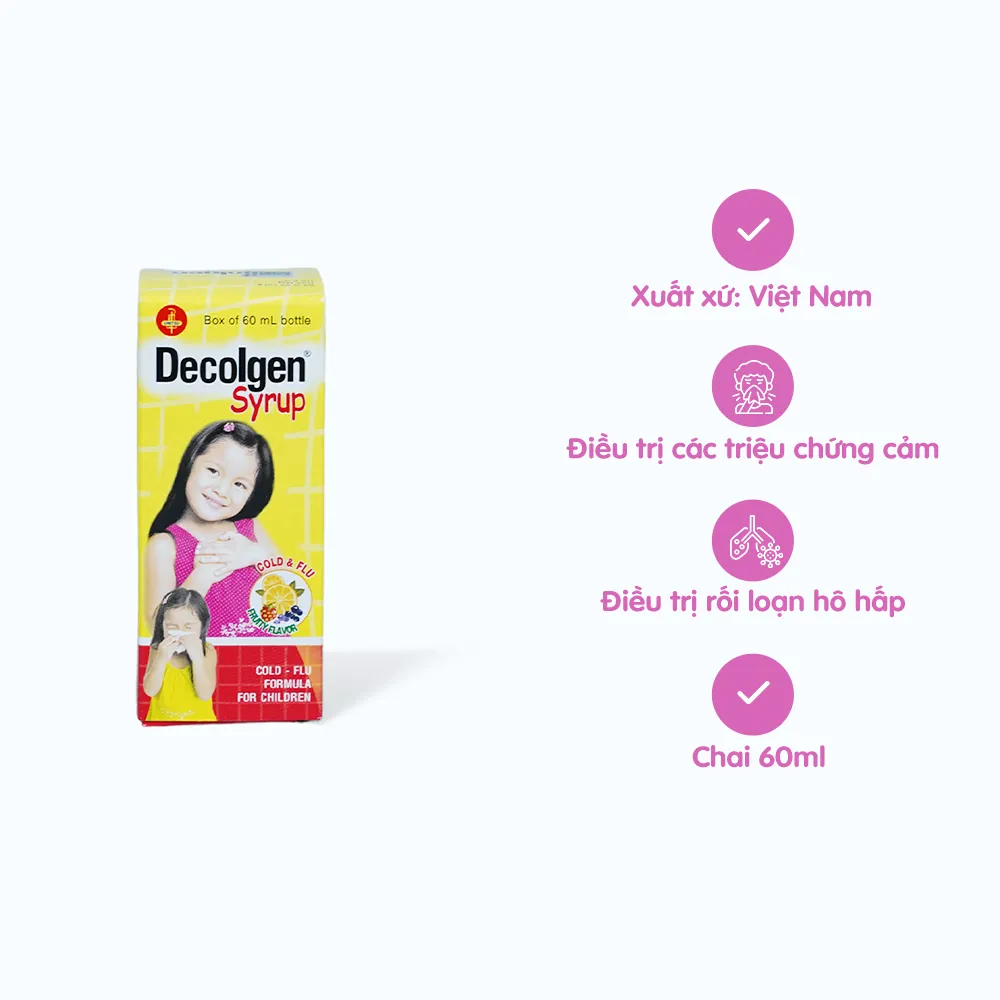 Box of 60 mL bottle
Decolgen®
Syrup
COLD & FLU
FRUITY FLAVOR
COLD - FLU
FORMULA
FOR CHILDREN
Xuất xứ: Việt Nam
Điều trị các triệu chứng cảm
Điều trị rối loạn hô hấp
Chai 60ml